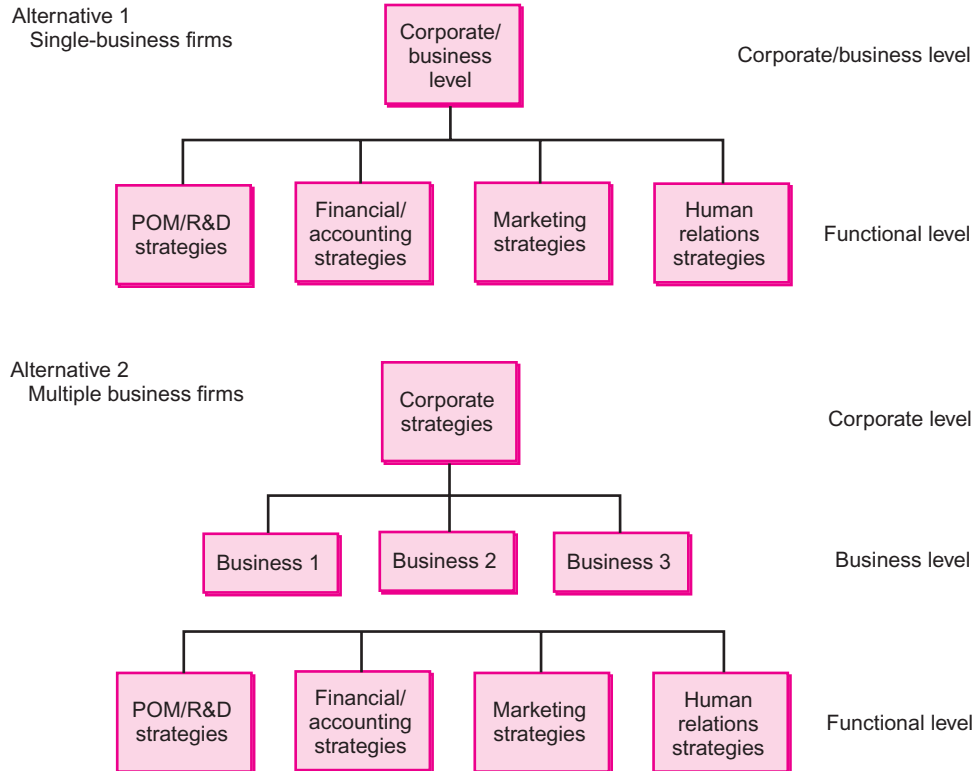 Alternative 1
Single-business firms
Corporate/
business
level
Corporate/business level
POM/R&D
strategies
Financial/
accounting
strategies
Marketing
strategies
Human
relations
strategies
Functional level
Alternative 2
Multiple business firms
Corporate
strategies
Corporate level
Business 1
Business 2
Business 3
Business level
POM/R&D
strategies
Financial/
accounting
strategies
Marketing
strategies
Human
relations
strategies
Functional level